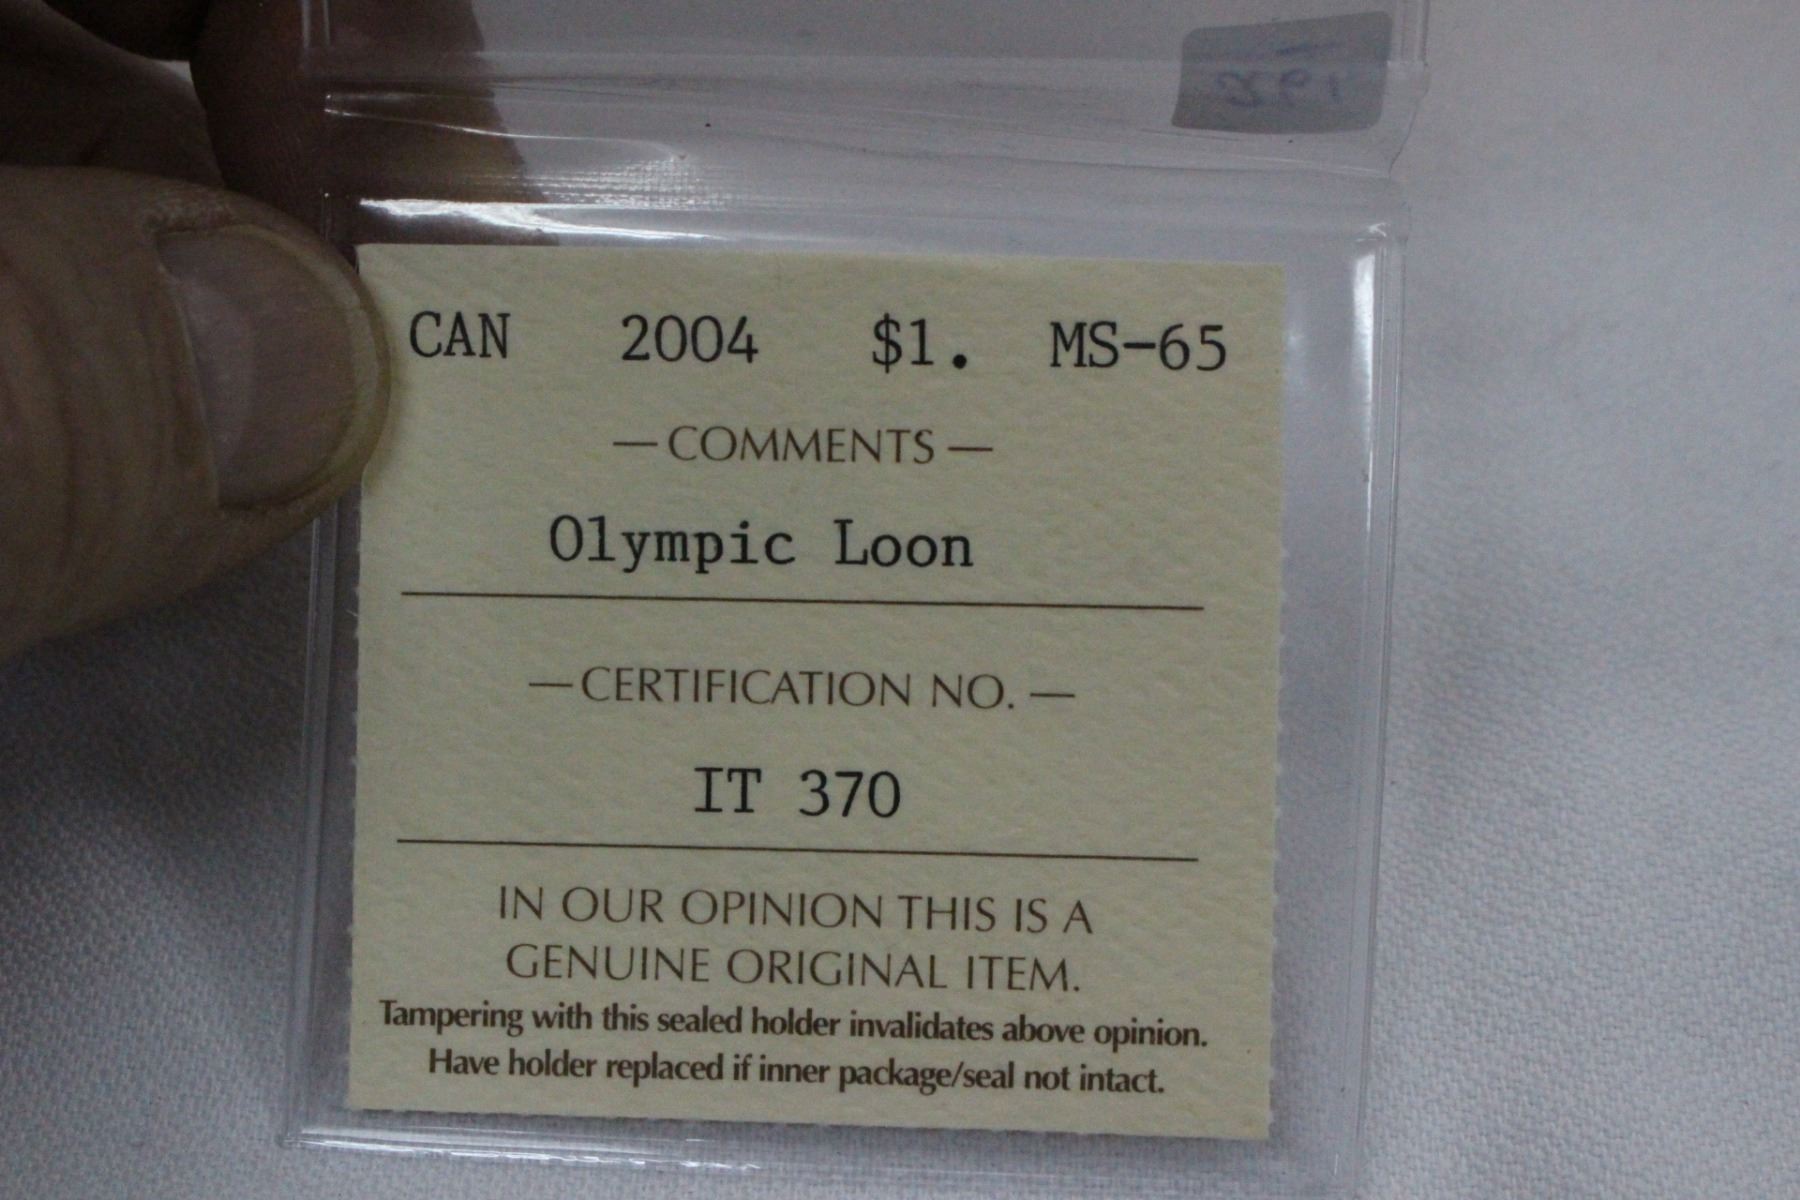 CAN 2004 $1. MS-65
— COMMENTS —
Olympic Loon
— CERTIFICATION NO. —
IT 370
IN OUR OPINION THIS IS A
GENUINE ORIGINAL ITEM.
Tampering with this sealed holder invalidates above opinion.
Have holder replaced if inner package/seal not intact.